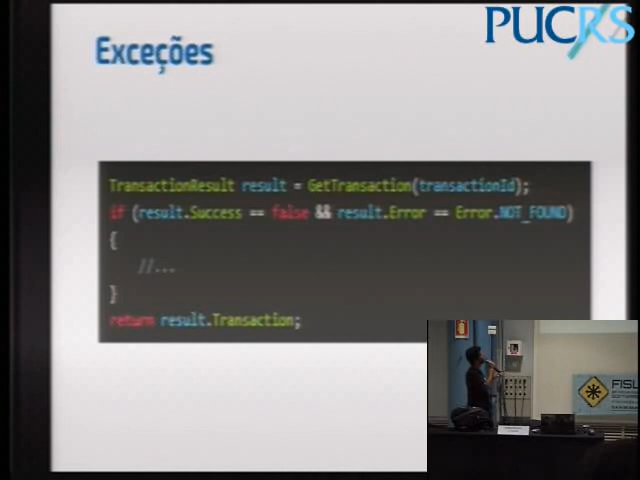 PUCRS
Exceções
TransactionResult result = GetTransaction(transactionId);
if (result.Success == false && result.Error == Error.NOT_FOUND)
{
//...
}
return result.Transaction;
FISL